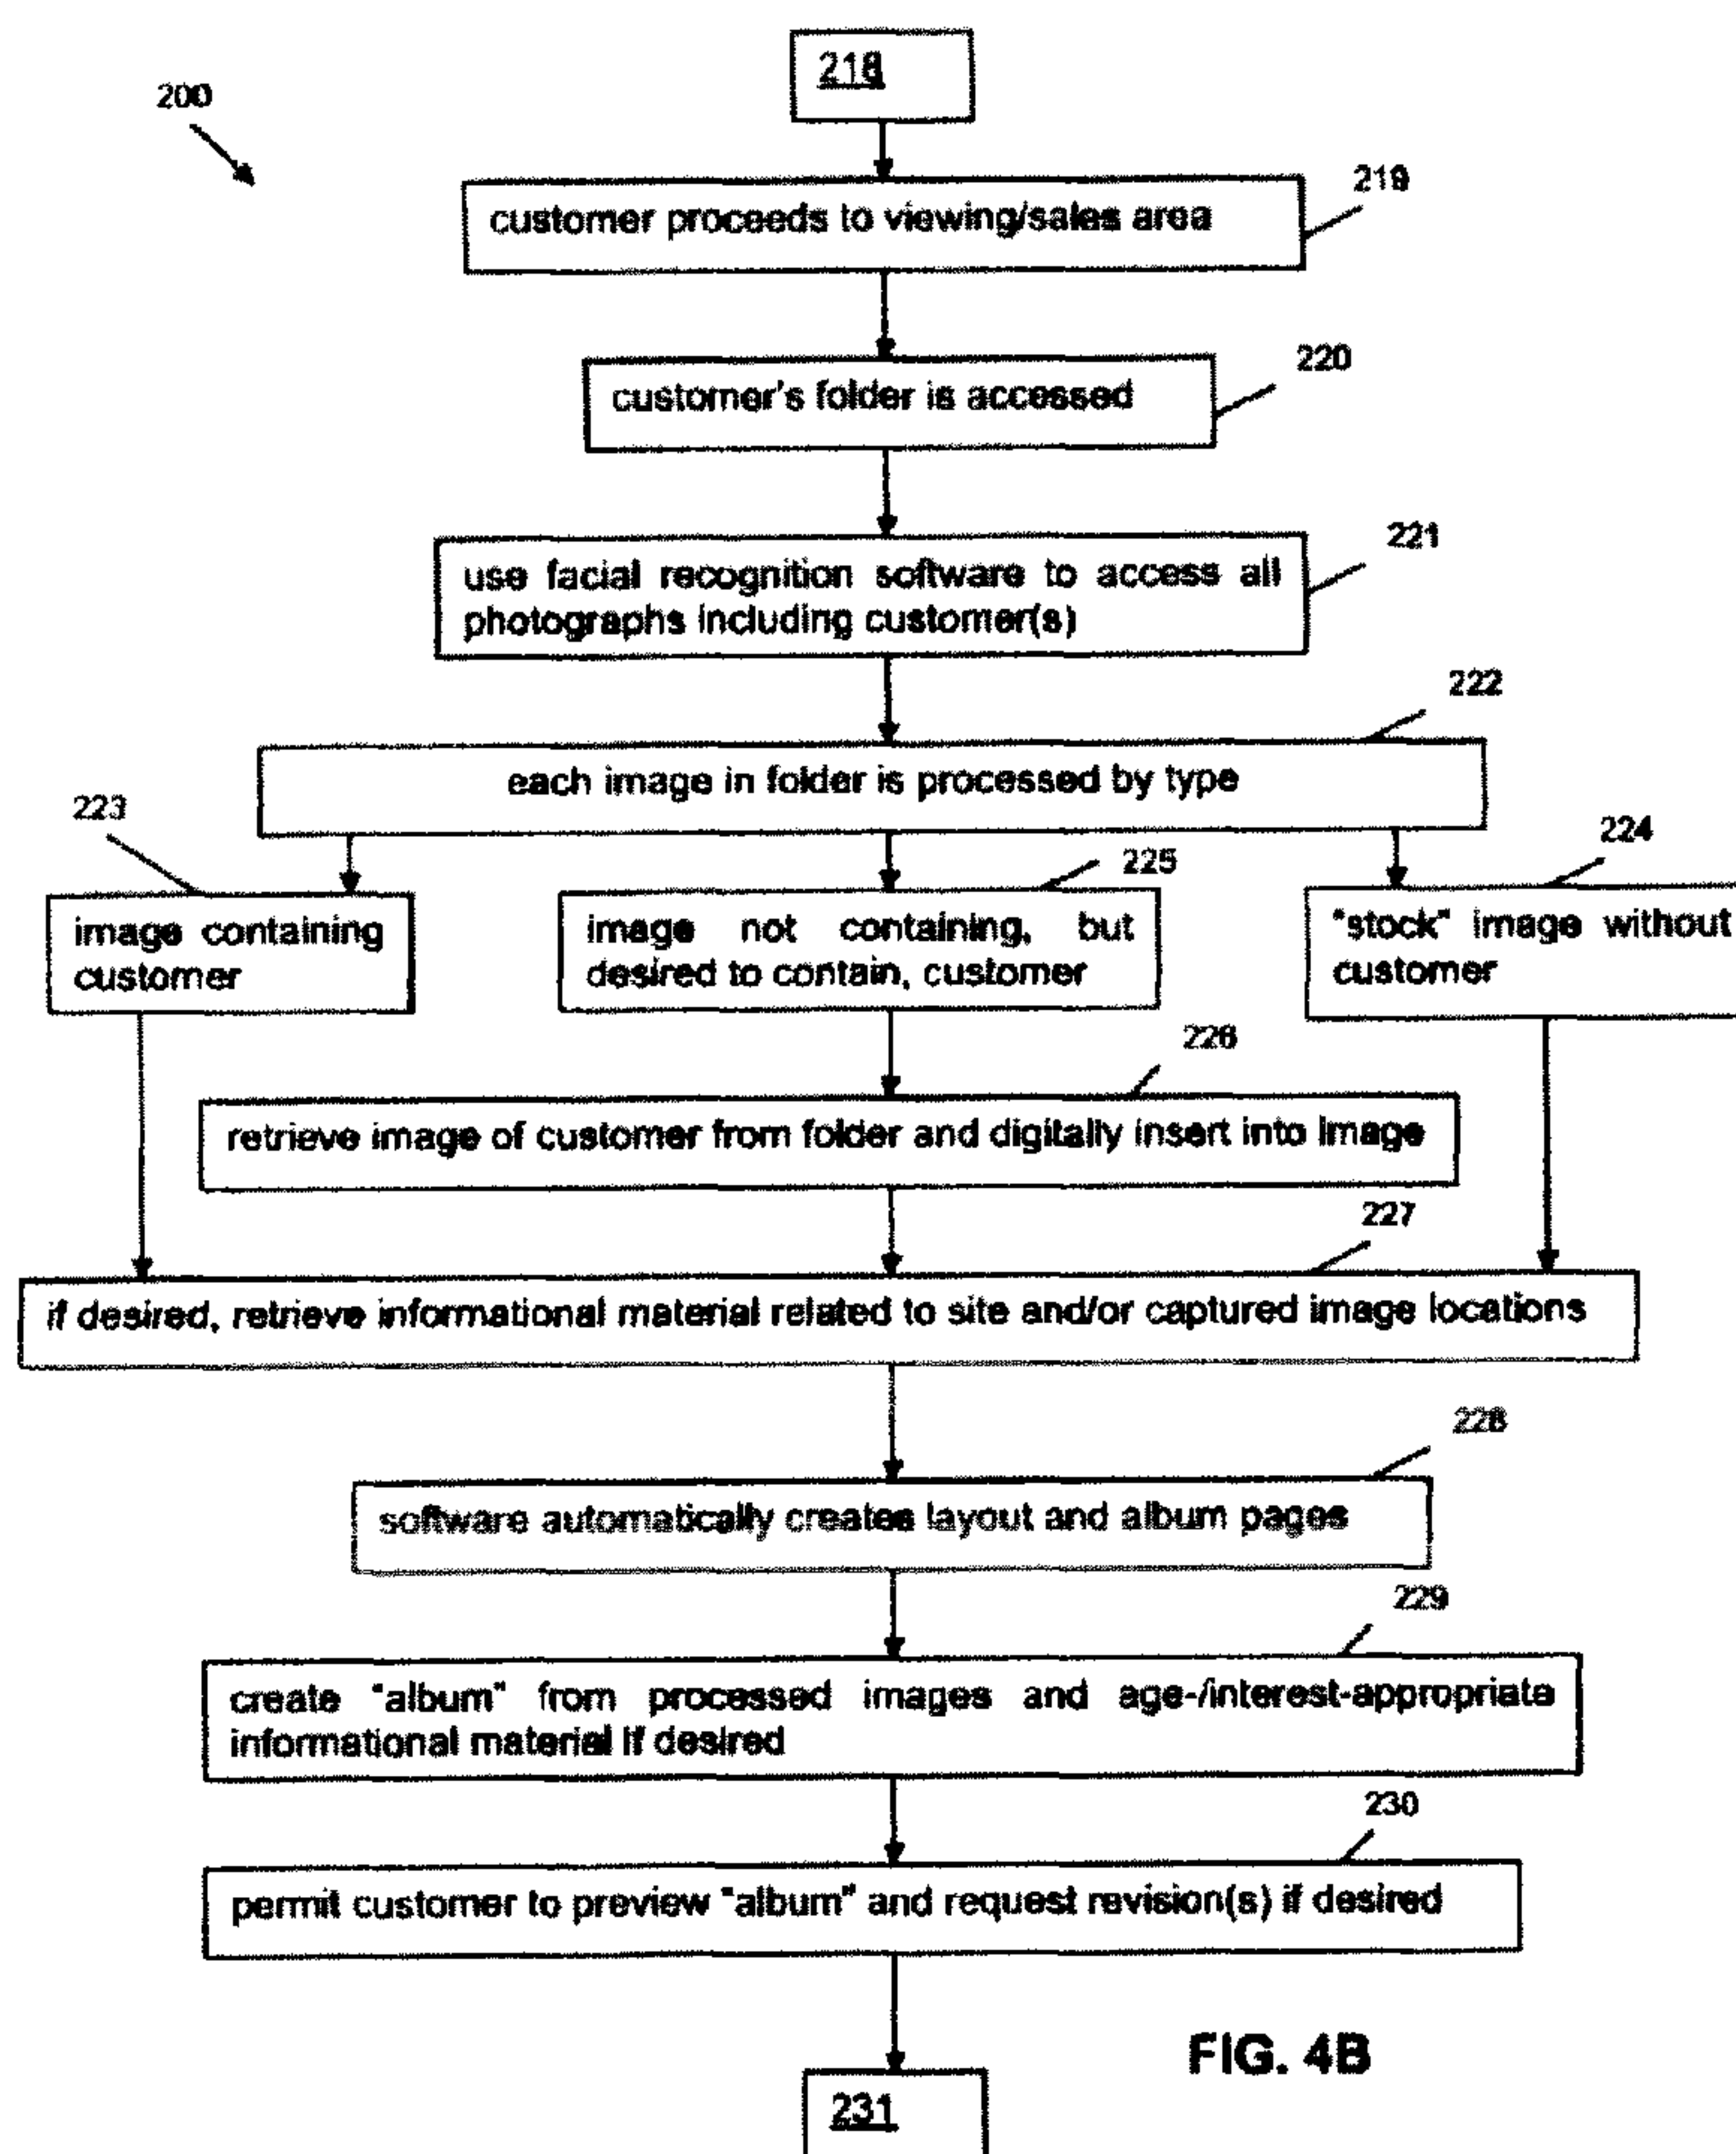 218
200
219
customer proceeds to viewing/sales area
220
customer's folder is accessed
221
use facial recognition software to access all
photographs including customer(s)
222
each image in folder is processed by type
223
225
224
image containing
customer
image not containing, but
desired to contain, customer
"stock" image without
customer
226
retrieve image of customer from folder and digitally insert into image
227
if desired, retrieve informational material related to site and/or captured image locations
228
software automatically creates layout and album pages
229
create "album" from processed images and age-/interest-appropriate
informational material if desired
230
permit customer to preview "album" and request revision(s) if desired
FIG. 4B
231